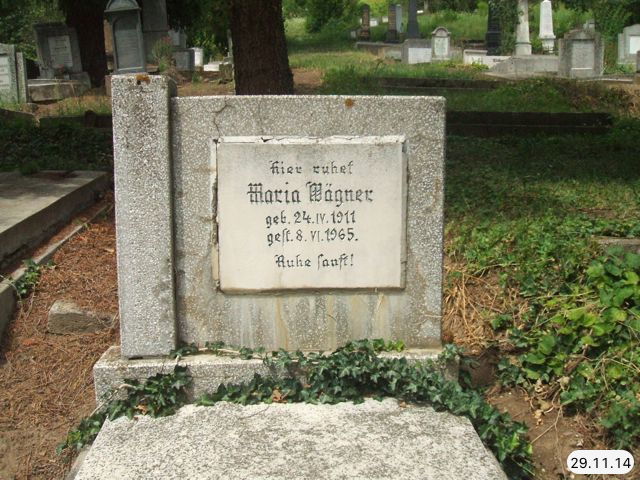 hier ruhet
Maria Wägner
geb. 24.IV.1911
gest. 8.VI.1965.
Ruhe sanft!
29.11.14